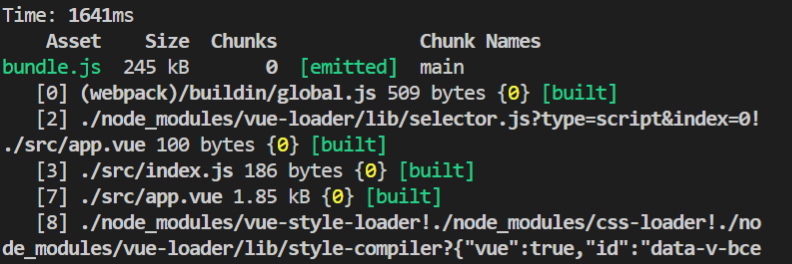 Time: 1641ms
Asset Size Chunks Chunk Names
bundle.js 245 kB 0 [emitted] main
[0] (webpack)/buildin/global.js 509 bytes {0} [built]
[2] ./node_modules/vue-loader/lib/selector.js?type=script&index=0!
./src/app.vue 100 bytes {0} [built]
[3] ./src/index.js 186 bytes {0} [built]
[7] ./src/app.vue 1.85 kB {0} [built]
[8] ./node_modules/vue-style-loader!./node_modules/css-loader!./no
de_modules/vue-loader/lib/style-compiler?{"vue":true,"id":"data-v-bce